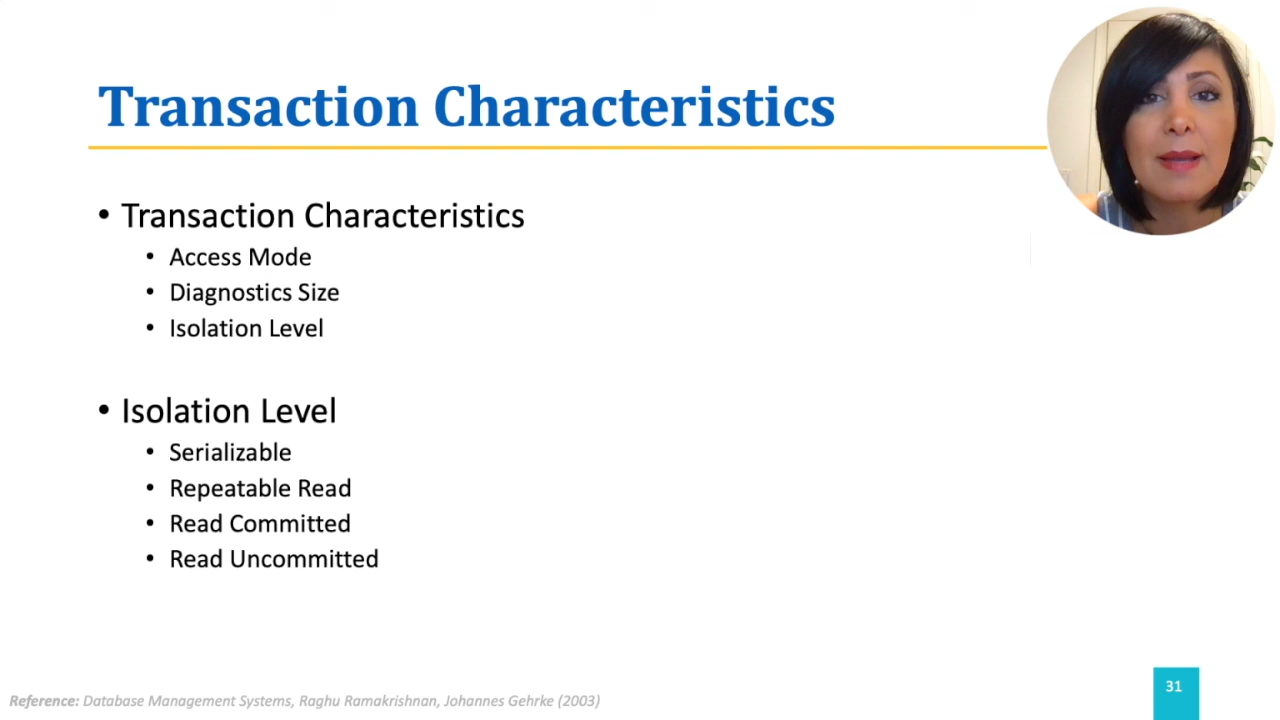 Transaction Characteristics
• Transaction Characteristics
• Access Mode
• Diagnostics Size
• Isolation Level
• Isolation Level
• Serializable
• Repeatable Read
• Read Committed
• Read Uncommitted
Reference: Database Management Systems, Raghu Ramakrishnan, Johannes Gehrke (2003)
31